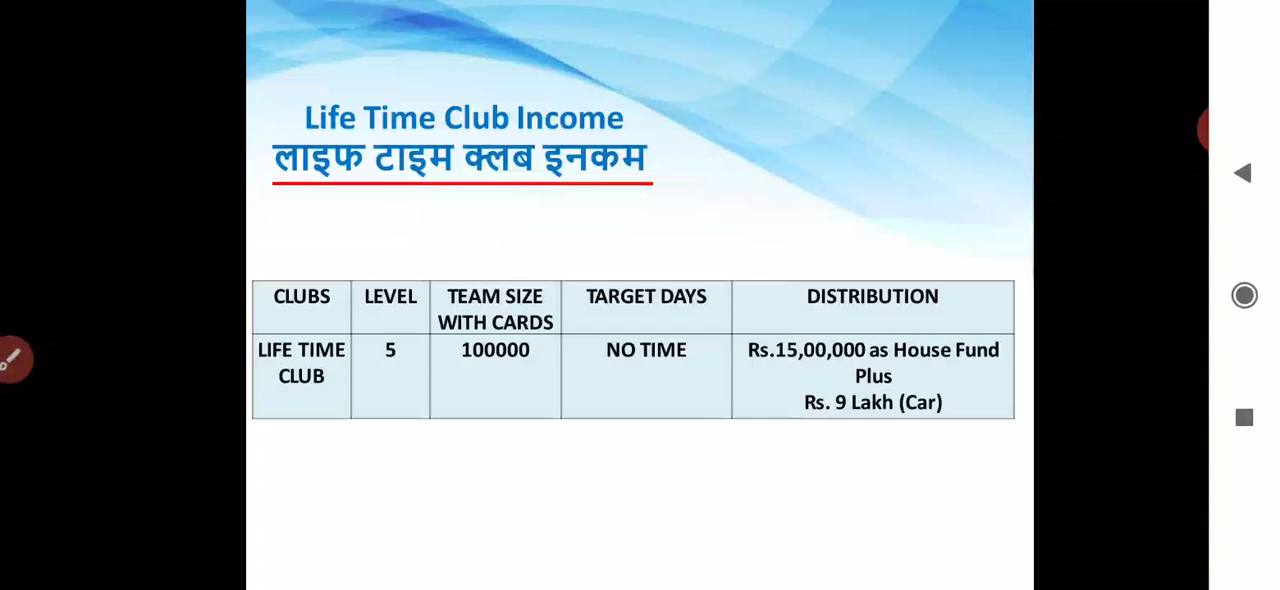 Life Time Club Income
लाइफ टाइम क्लब इनकम
CLUBS LEVEL TEAM SIZE WITH CARDS TARGET DAYS DISTRIBUTION
LIFE TIME CLUB 5 100000 NO TIME Rs.15,00,000 as House Fund
Plus
Rs. 9 Lakh (Car)